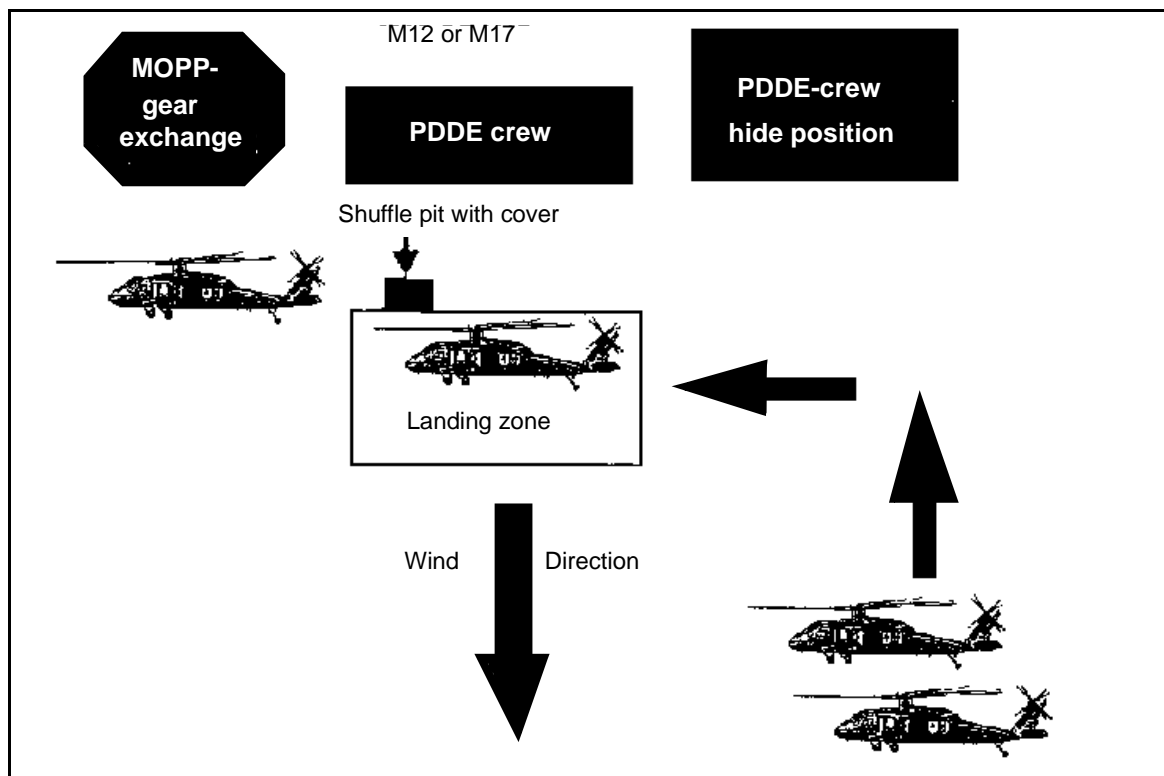 M12 or M17
MOPP-
gear
exchange
PDDE crew
PDDE-crew
hide position
Shuffle pit with cover
Landing zone
Wind Direction